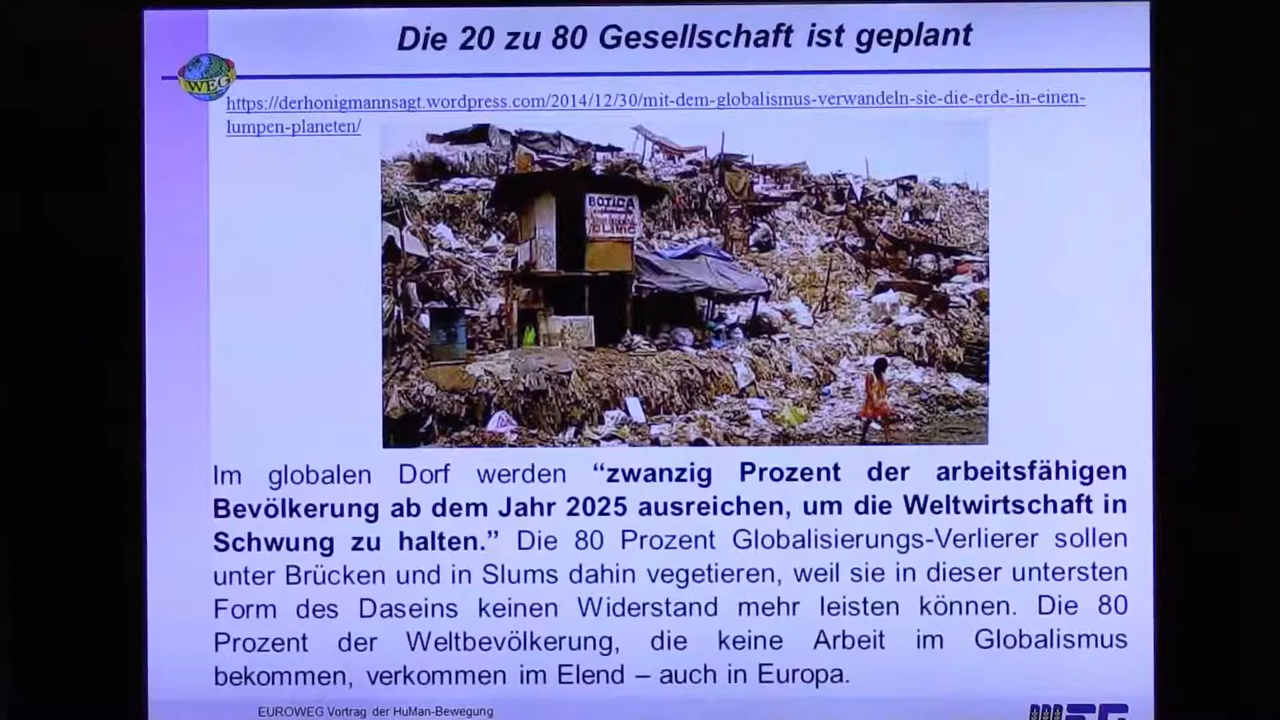 Die 20 zu 80 Gesellschaft ist geplant
WEG
https://derhonigmannsagt.wordpress.com/2014/12/30/mit-dem-globalismus-verwandeln-sie-die-erde-in-einen-
lumpen-planeten/
BOTICA
CLINIC
Im globalen Dorf werden “zwanzig Prozent der arbeitsfähigen
Bevölkerung ab dem Jahr 2025 ausreichen, um die Weltwirtschaft in
Schwung zu halten.” Die 80 Prozent Globalisierungs-Verlierer sollen
unter Brücken und in Slums dahin vegetieren, weil sie in dieser untersten
Form des Daseins keinen Widerstand mehr leisten können. Die 80
Prozent der Weltbevölkerung, die keine Arbeit im Globalismus
bekommen, verkommen im Elend – auch in Europa.
EUROWEG Vortrag der HuMan-Bewegung